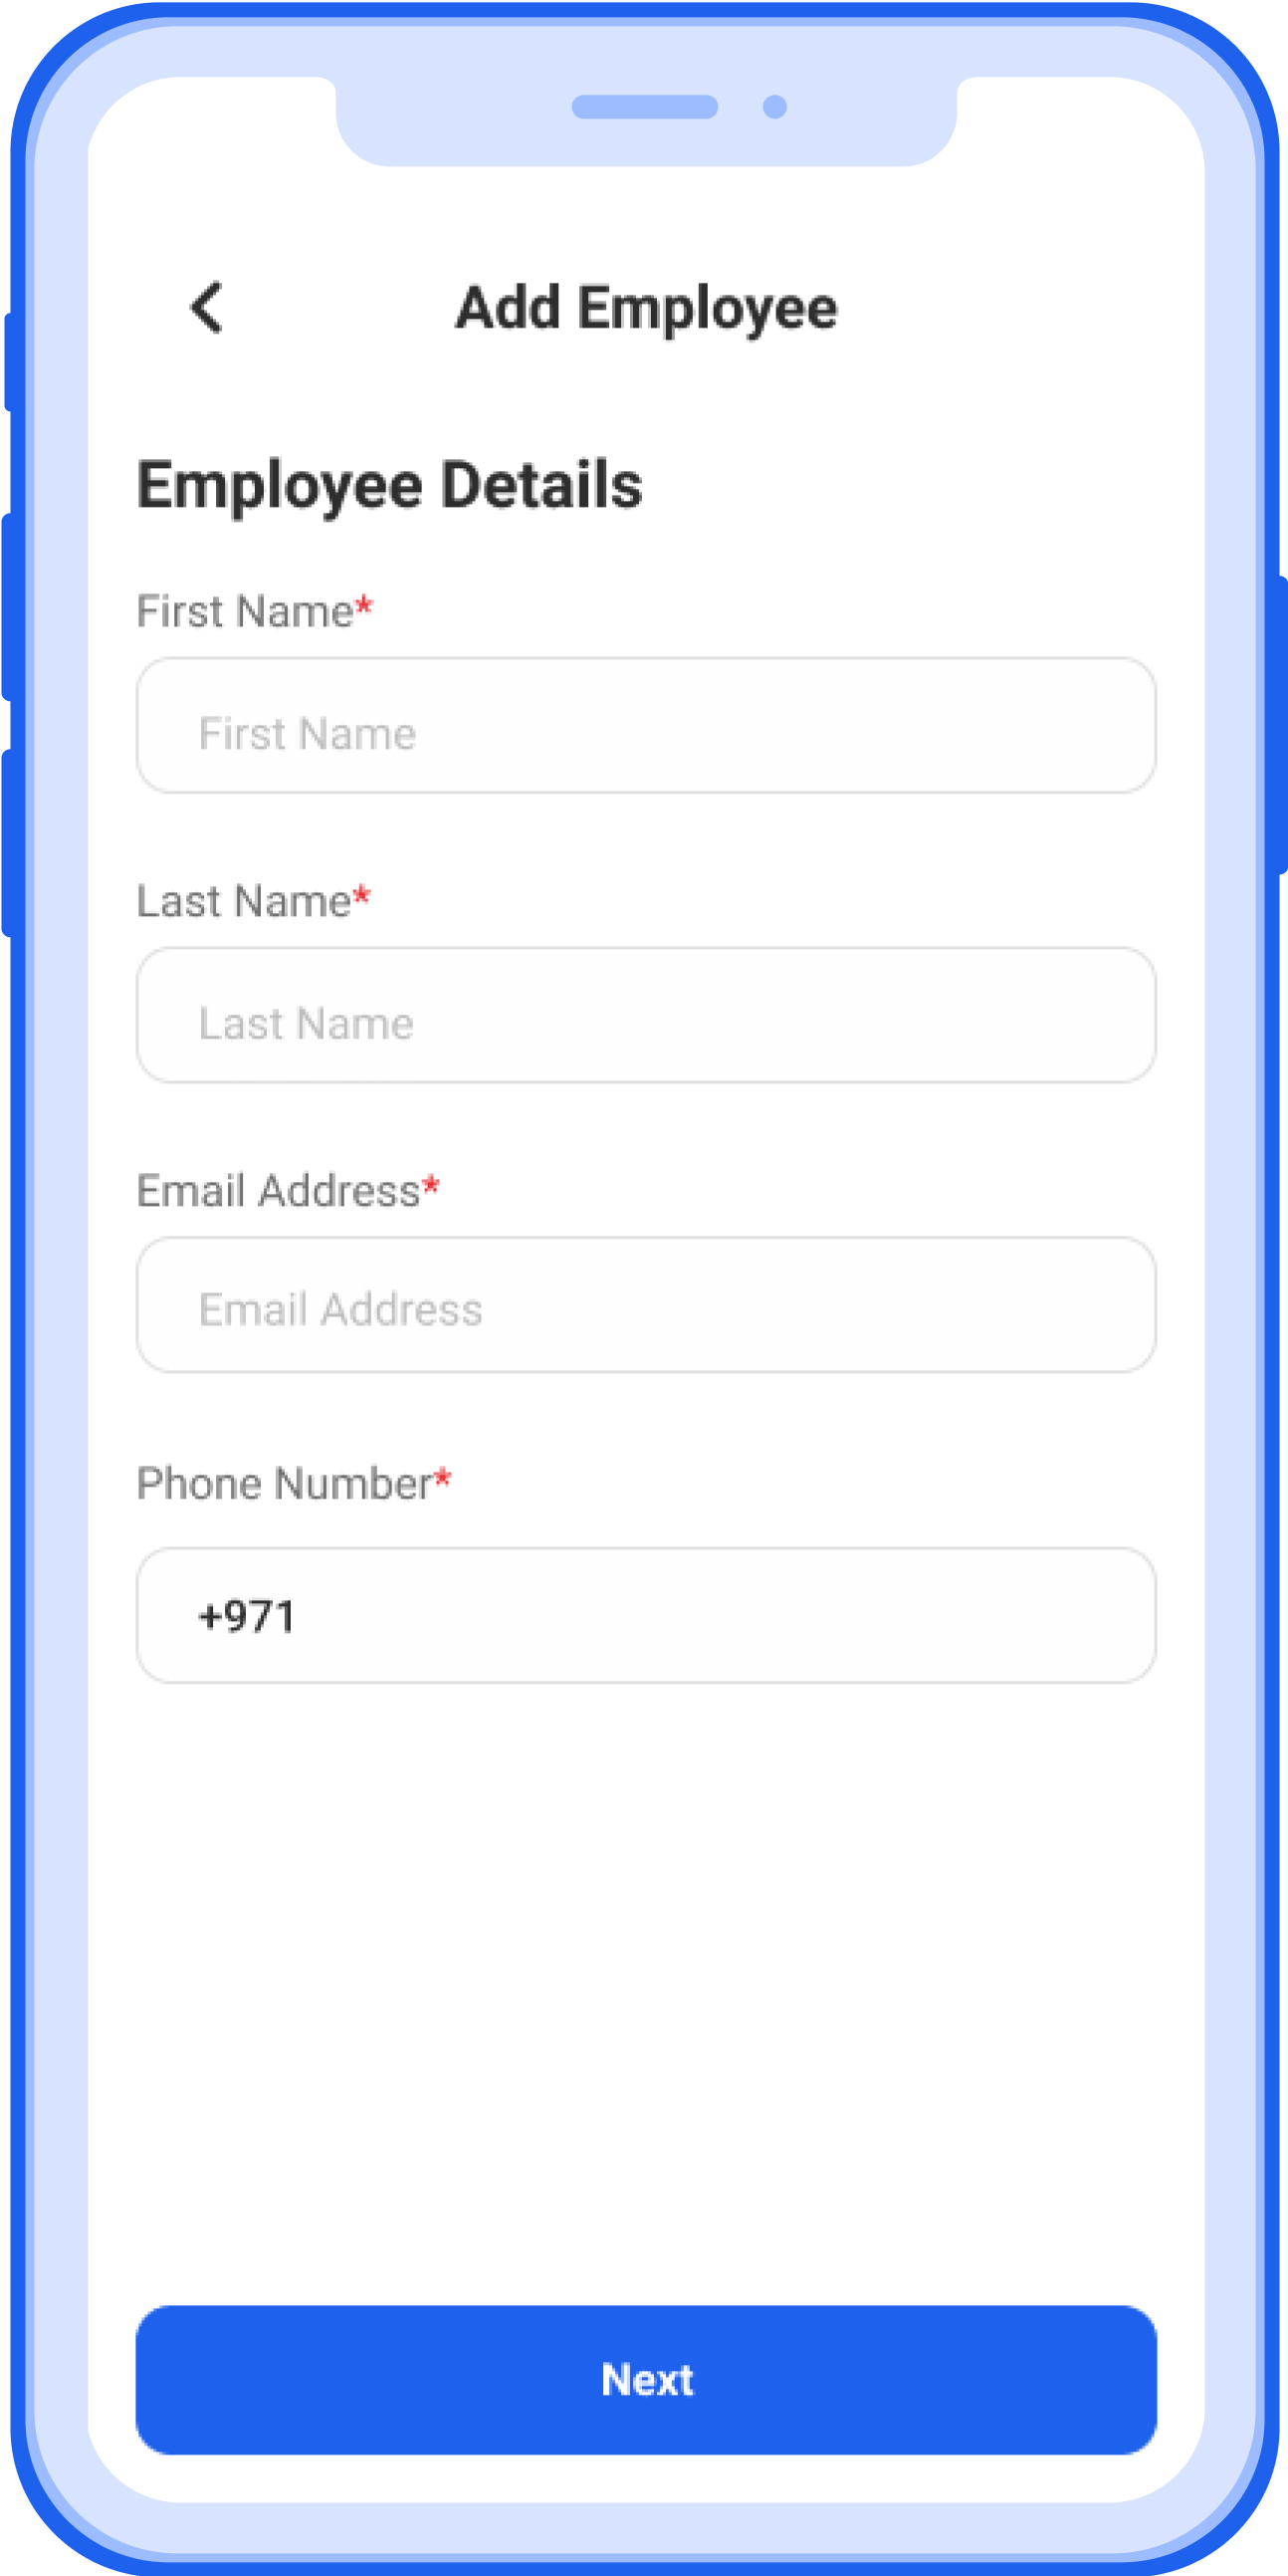 Add Employee
Employee Details
First Name*
First Name
Last Name*
Last Name
Email Address*
Email Address
Phone Number*
+971
Next